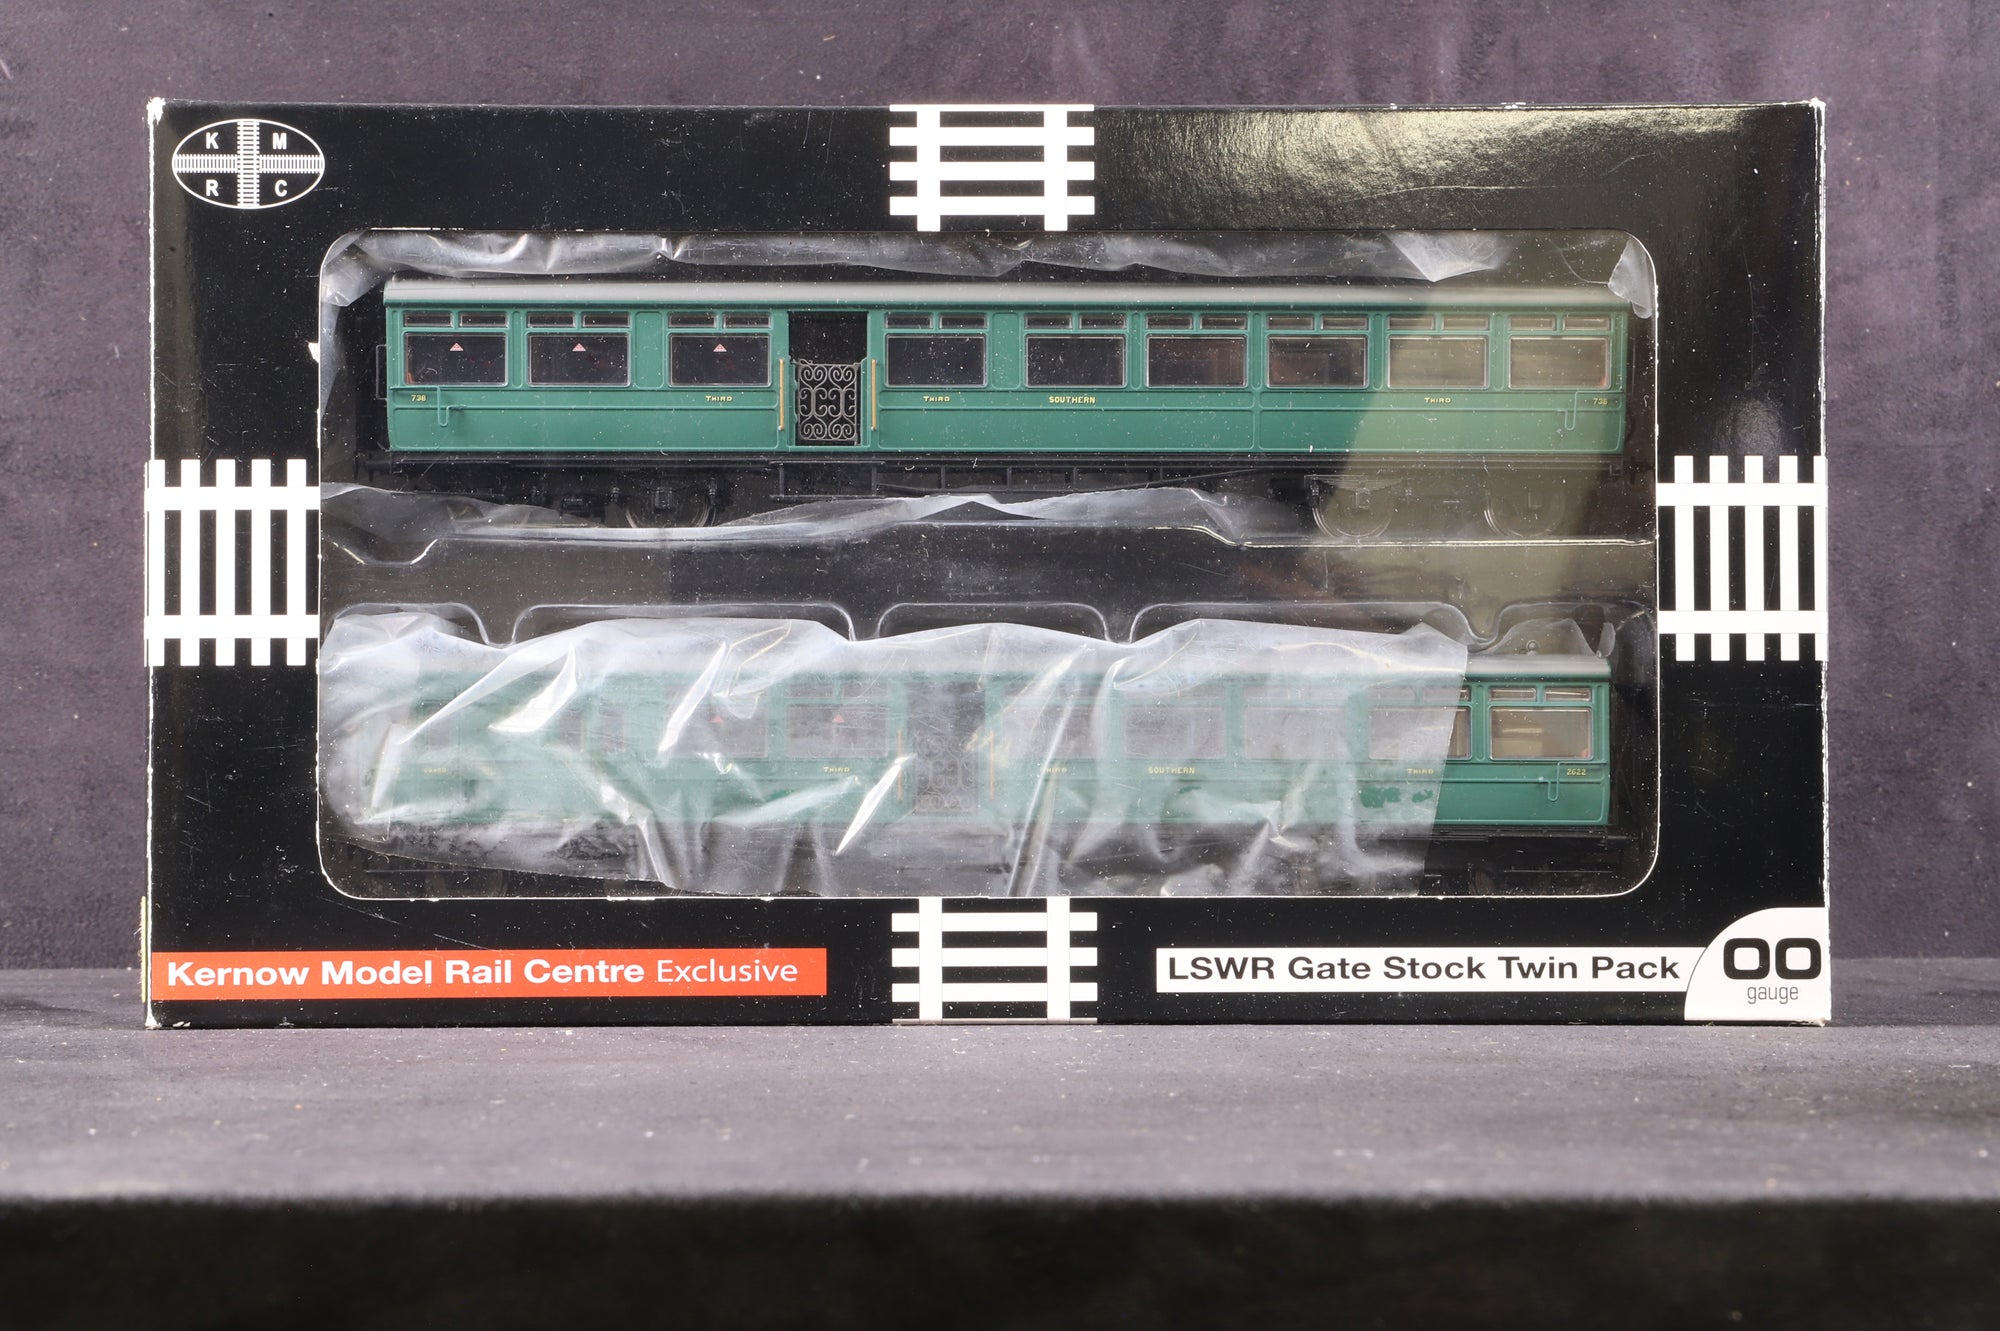 K M
R C
738 THIRD THIRD SOUTHERN THIRD 738
GUARD THIRD THIRD SOUTHERN THIRD 2622
Kernow Model Rail Centre Exclusive
LSWR Gate Stock Twin Pack
OO
gauge